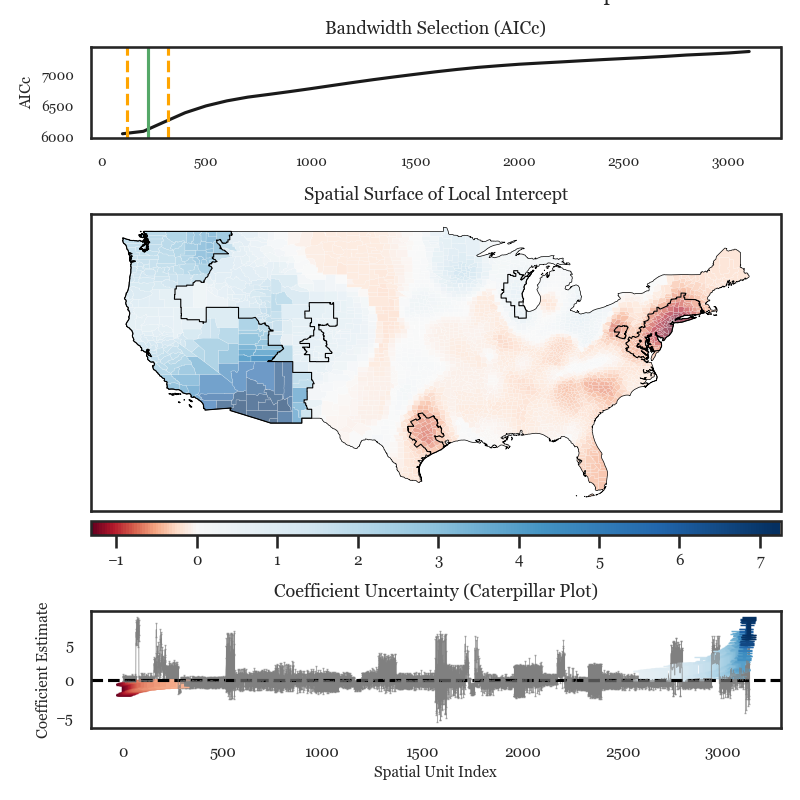 Bandwidth Selection (AICc)
AICc
7000
6500
6000
0 500 1000 1500 2000 2500 3000
Spatial Surface of Local Intercept
−1 0 1 2 3 4 5 6 7
Coefficient Uncertainty (Caterpillar Plot)
Coefficient Estimate
5
0
−5
0 500 1000 1500 2000 2500 3000
Spatial Unit Index